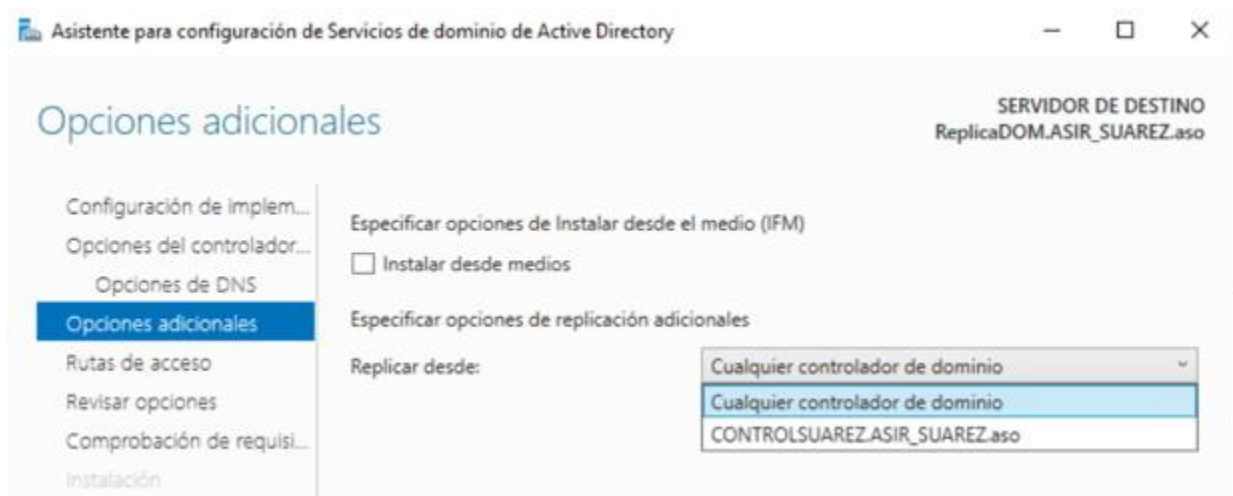 Asistente para configuración de Servicios de dominio de Active Directory
Opciones adicionales
SERVIDOR DE DESTINO
ReplicaDOM.ASIR_SUAREZ.aso
Configuración de implem...
Opciones del controlador...
Opciones de DNS
Opciones adicionales
Rutas de acceso
Revisar opciones
Comprobación de requisi...
Instalación
Especificar opciones de Instalar desde el medio (IFM)
Instalar desde medios
Especificar opciones de replicación adicionales
Replicar desde:
Cualquier controlador de dominio
Cualquier controlador de dominio
CONTROLSUAREZ.ASIR_SUAREZ.aso